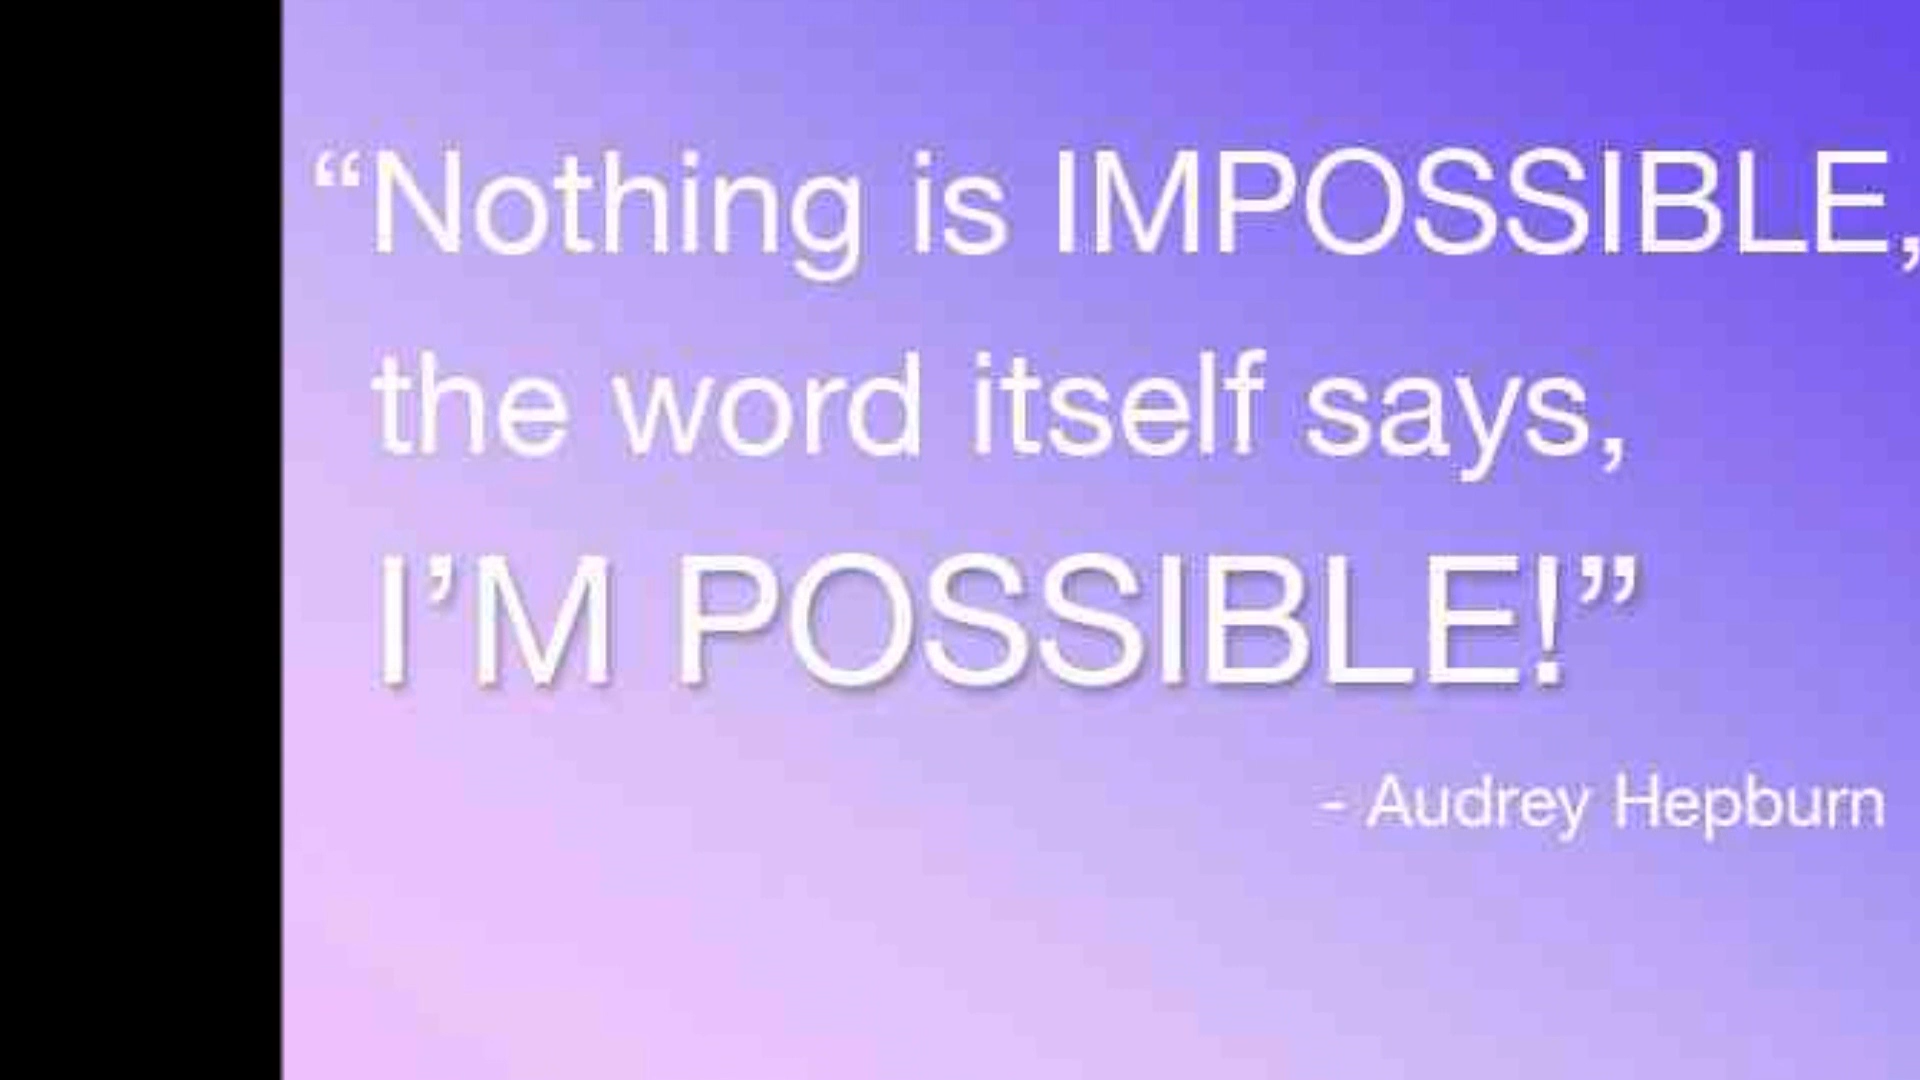 “Nothing is IMPOSSIBLE,
the word itself says,
I’M POSSIBLE!”
- Audrey Hepburn